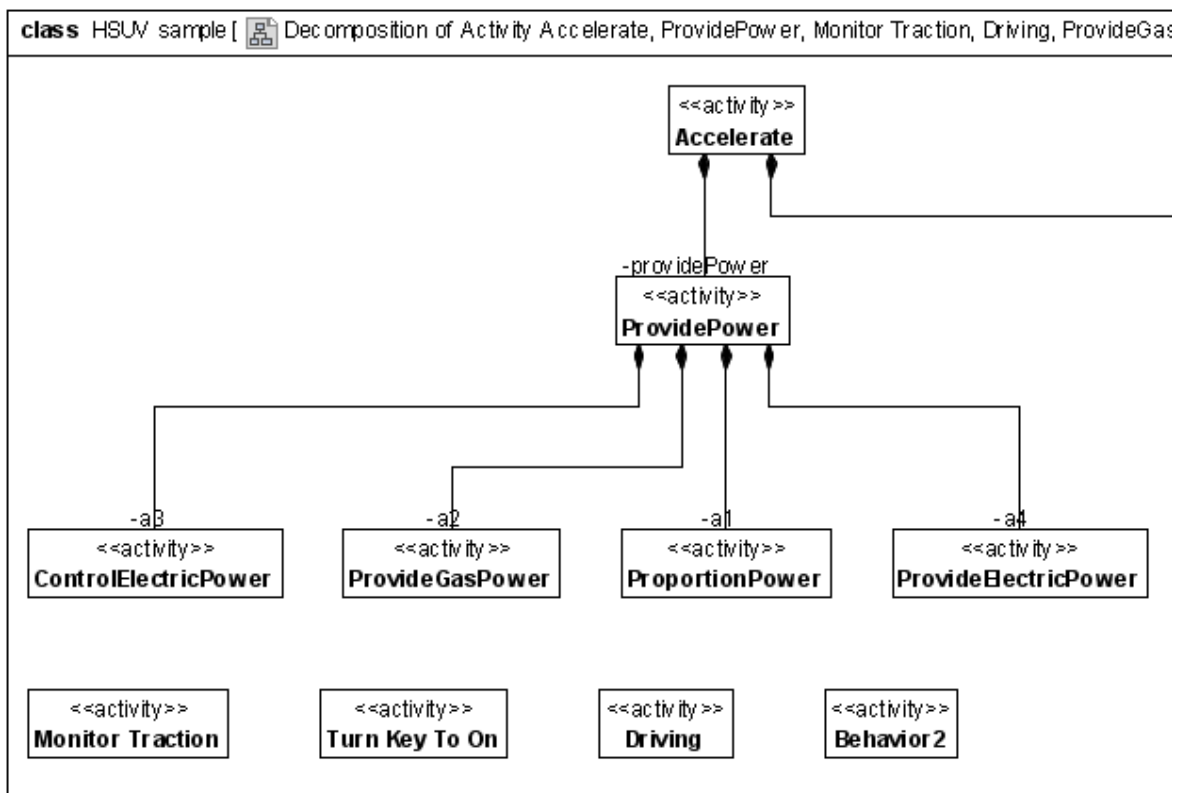 class HSUV sample [ Decomposition of Activity Accelerate, ProvidePower, Monitor Traction, Driving, ProvideGas
<<activity>>
Accelerate
-providePower
<<activity>>
ProvidePower
-a3 -a2 -a1 -a4
<<activity>> <<activity>> <<activity>> <<activity>>
ControlElectricPower ProvideGasPower ProportionPower ProvideElectricPower
<<activity>> <<activity>> <<activity>> <<activity>>
Monitor Traction Turn Key To On Driving Behavior2